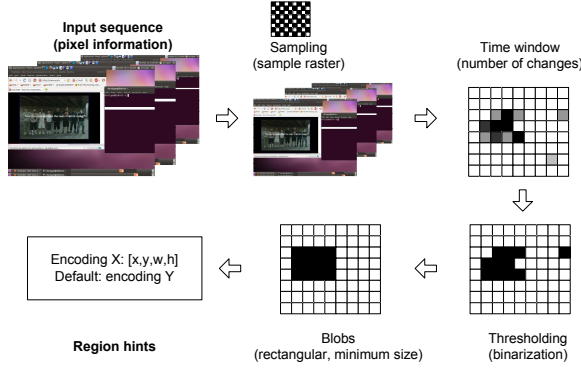 Input sequence
(pixel information)
Sampling
(sample raster)
Time window
(number of changes)
Encoding X: [x,y,w,h]
Default: encoding Y
Region hints
Blobs
(rectangular, minimum size)
Thresholding
(binarization)